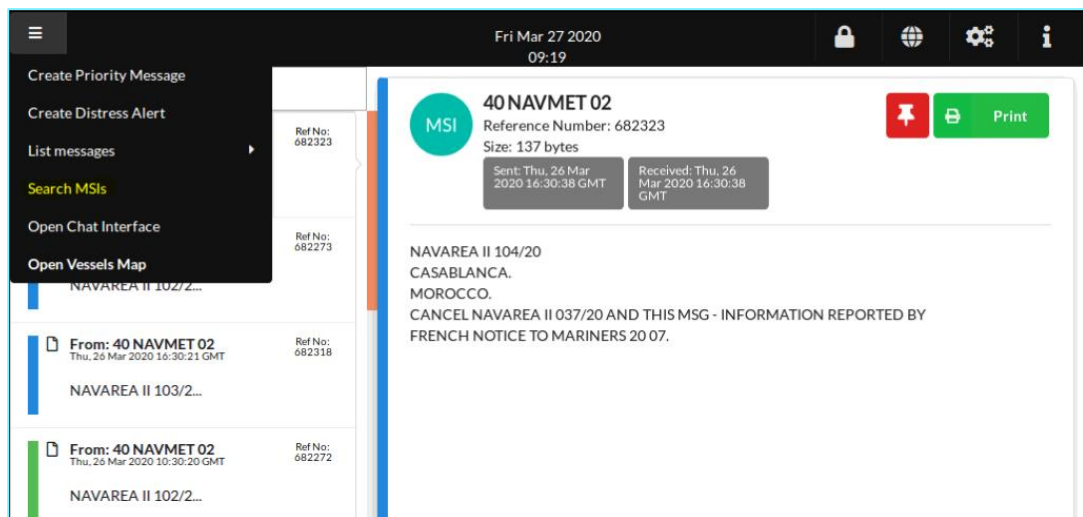 Fri Mar 27 2020
09:19
Create Priority Message
Create Distress Alert
List messages
Search MSIs
Open Chat Interface
Open Vessels Map
Ref No:
682323
Ref No:
682273
NAVAREA II 102/2...
From: 40 NAVMET 02
Thu, 26 Mar 2020 16:30:21 GMT
Ref No:
682318
NAVAREA II 103/2...
From: 40 NAVMET 02
Thu, 26 Mar 2020 10:30:20 GMT
Ref No:
682272
NAVAREA II 102/2...
MSI
40 NAVMET 02
Reference Number: 682323
Size: 137 bytes
Sent: Thu, 26 Mar
2020 16:30:38 GMT
Received: Thu, 26
Mar 2020 16:30:38
GMT
Print
NAVAREA II 104/20
CASABLANCA.
MOROCCO.
CANCEL NAVAREA II 037/20 AND THIS MSG - INFORMATION REPORTED BY
FRENCH NOTICE TO MARINERS 20 07.